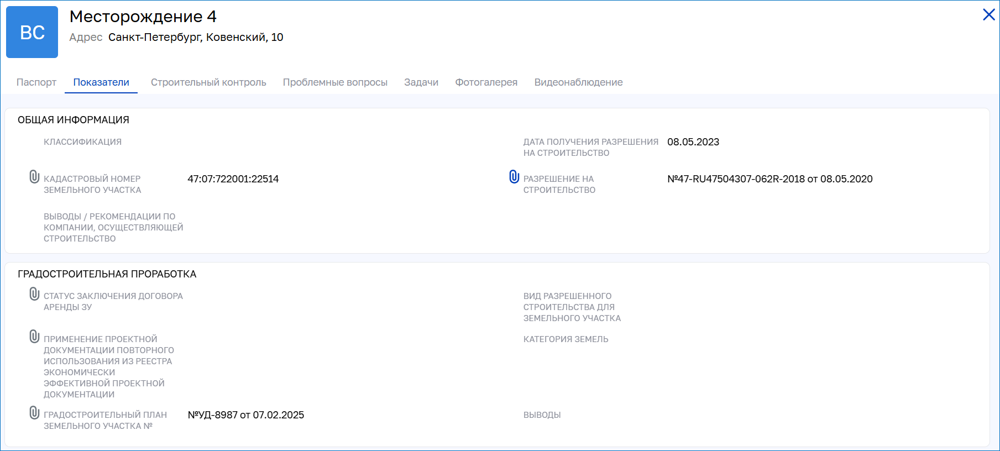 ВС
Месторождение 4
Адрес Санкт-Петербург, Ковенский, 10
Паспорт Показатели Строительный контроль Проблемные вопросы Задачи Фотогалерея Видеонаблюдение
ОБЩАЯ ИНФОРМАЦИЯ
КЛАССИФИКАЦИЯ
ДАТА ПОЛУЧЕНИЯ РАЗРЕШЕНИЯ 08.05.2023
НА СТРОИТЕЛЬСТВО
КАДАСТРОВЫЙ НОМЕР 47:07:722001:22514
ЗЕМЕЛЬНОГО УЧАСТКА
РАЗРЕШЕНИЕ НА №47-RU47504307-062R-2018 от 08.05.2020
СТРОИТЕЛЬСТВО
ВЫВОДЫ / РЕКОМЕНДАЦИИ ПО
КОМПАНИИ, ОСУЩЕСТВЛЯЮЩЕЙ
СТРОИТЕЛЬСТВО
ГРАДОСТРОИТЕЛЬНАЯ ПРОРАБОТКА
СТАТУС ЗАКЛЮЧЕНИЯ ДОГОВОРА
АРЕНДЫ ЗУ
ВИД РАЗРЕШЕННОГО
СТРОИТЕЛЬСТВА ДЛЯ
ЗЕМЕЛЬНОГО УЧАСТКА
ПРИМЕНЕНИЕ ПРОЕКТНОЙ
ДОКУМЕНТАЦИИ ПОВТОРНОГО
ИСПОЛЬЗОВАНИЯ ИЗ РЕЕСТРА
ЭКОНОМИЧЕСКИ
ЭФФЕКТИВНОЙ ПРОЕКТНОЙ
ДОКУМЕНТАЦИИ
КАТЕГОРИЯ ЗЕМЕЛЬ
ГРАДОСТРОИТЕЛЬНЫЙ ПЛАН №УД-8987 от 07.02.2025
ЗЕМЕЛЬНОГО УЧАСТКА №
ВЫВОДЫ